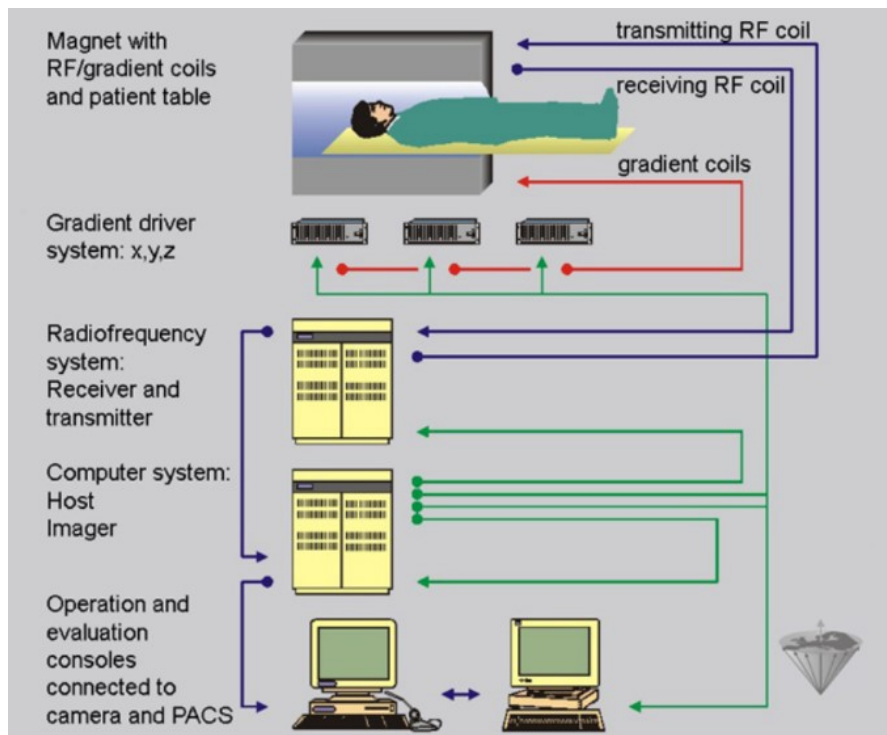 Magnet with
RF/gradient coils
and patient table
transmitting RF coil
receiving RF coil
gradient coils
Gradient driver
system: x,y,z
Radiofrequency
system:
Receiver and
transmitter
Computer system:
Host
Imager
Operation and
evaluation
consoles
connected to
camera and PACS